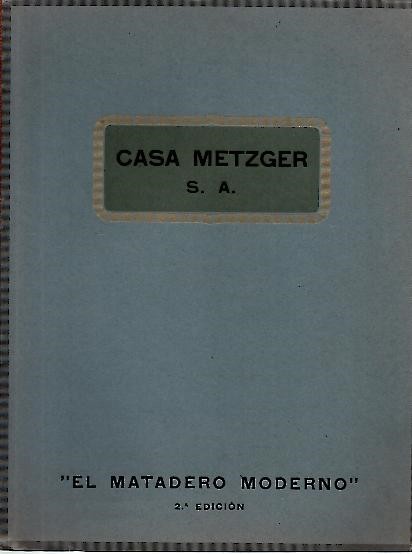 CASA METZGER
S. A.
"EL MATADERO MODERNO"
2.ª EDICIÓN